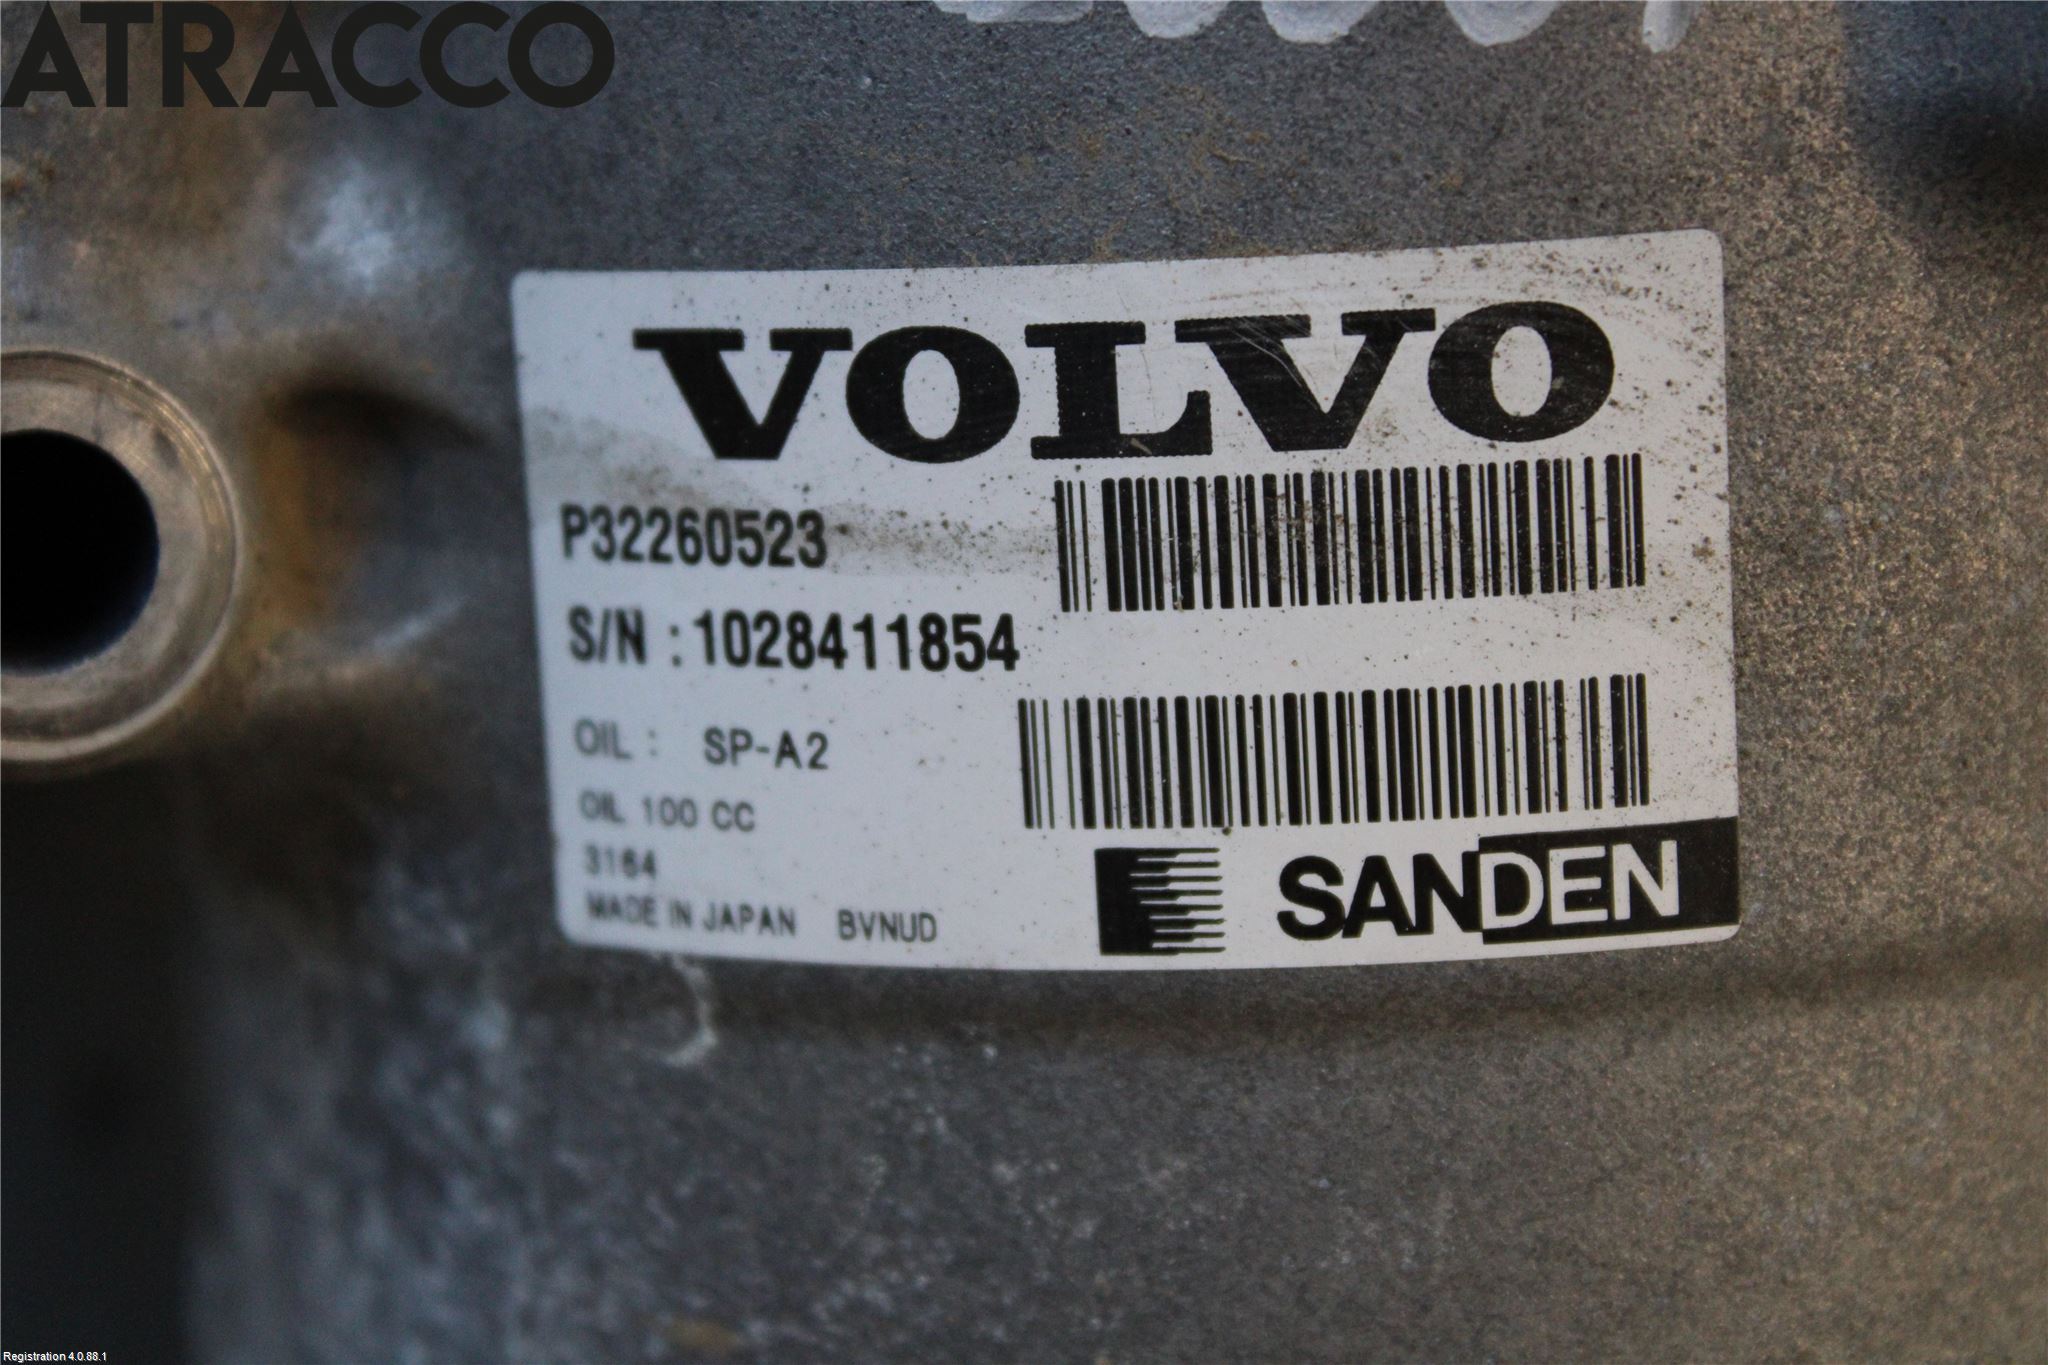 ATRACCO
VOLVO
P32260523
S/N : 1028411854
OIL : SP-A2
OIL 100 CC
3164
MADE IN JAPAN BVNUD
SANDEN
Registration 4.0.88.1